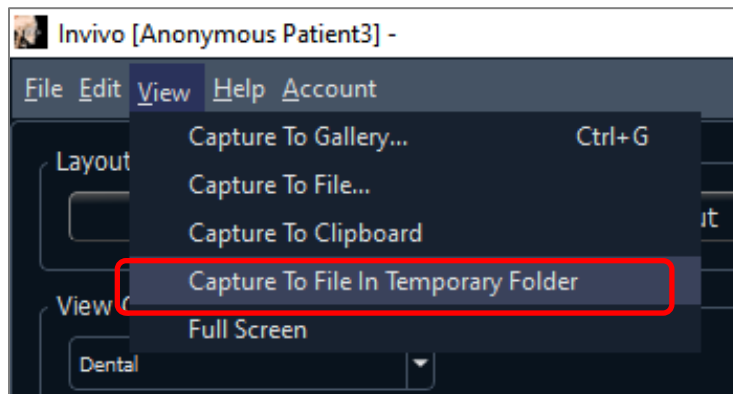 Invivo [Anonymous Patient3] -
File Edit View Help Account
Capture To Gallery... Ctrl+G
Layout
Capture To File...
Capture To Clipboard
Capture To File In Temporary Folder
View
Full Screen
Dental